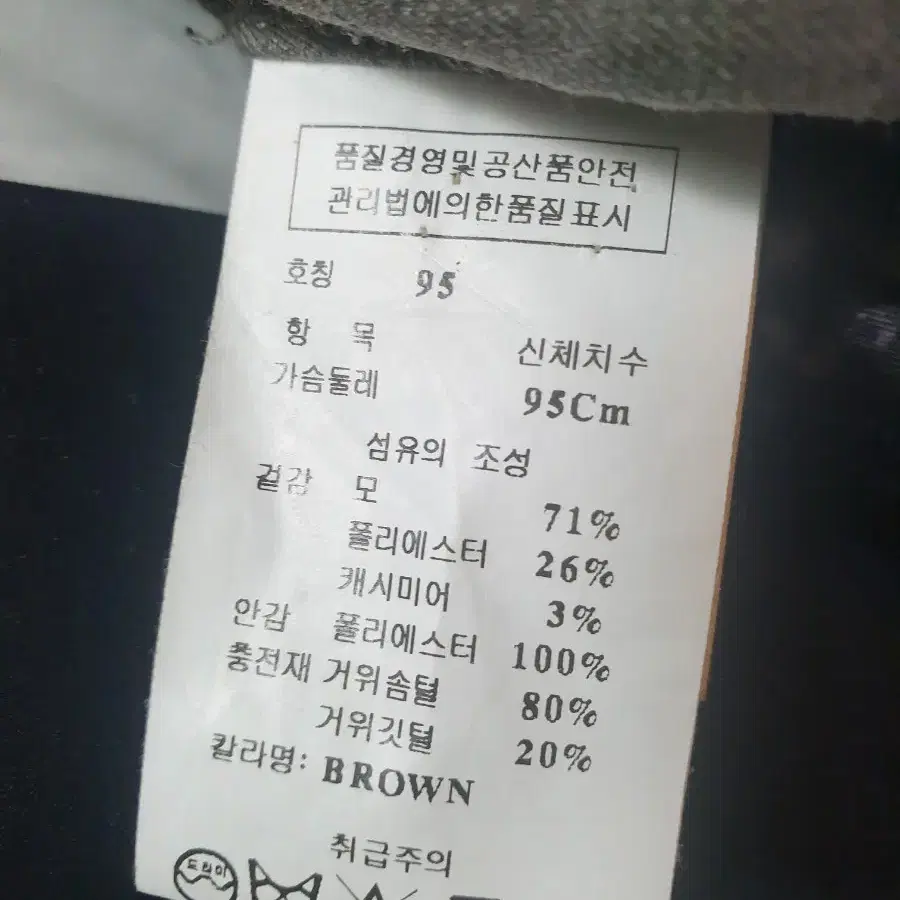 품질경영및공산품안전
관리법에의한품질표시
호칭 95
항 목 신체치수
가슴둘레 95Cm
섬유의 조성
겉감 모 71%
폴리에스터 26%
캐시미어 3%
안감 폴리에스터 100%
충전재 거위솜털 80%
거위깃털 20%
칼라명: BROWN
취급주의
드라이